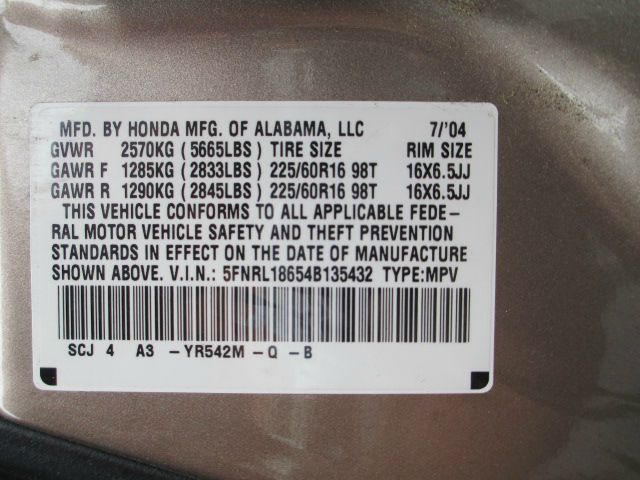 MFD. BY HONDA MFG. OF ALABAMA, LLC 7/'04
GVWR 2570KG (5665LBS) TIRE SIZE RIM SIZE
GAWR F 1285KG (2833LBS) 225/60R16 98T 16X6.5JJ
GAWR R 1290KG (2845LBS) 225/60R16 98T 16X6.5JJ
THIS VEHICLE CONFORMS TO ALL APPLICABLE FEDE-
RAL MOTOR VEHICLE SAFETY AND THEFT PREVENTION
STANDARDS IN EFFECT ON THE DATE OF MANUFACTURE
SHOWN ABOVE. V.I.N.: 5FNRL18654B135432 TYPE:MPV
SCJ 4 A3 -YR542M -Q -B